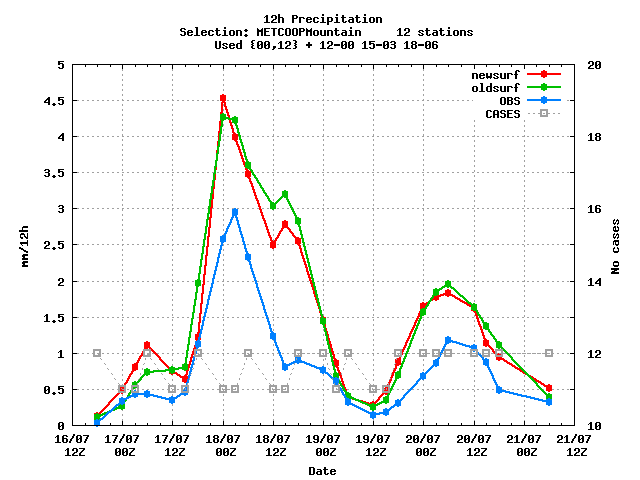 12h Precipitation
Selection: METCOOPMountain 12 stations
Used {00,12} + 12-00 15-03 18-06
newsurf
oldsurf
OBS
CASES
5
4.5
4
3.5
3
2.5
2
1.5
1
0.5
0
mm/12h
20
18
16
14
12
10
No cases
16/07 17/07 17/07 18/07 18/07 19/07 19/07 20/07 20/07 21/07 21/07
12Z 00Z 12Z 00Z 12Z 00Z 12Z 00Z 12Z 00Z 12Z
Date